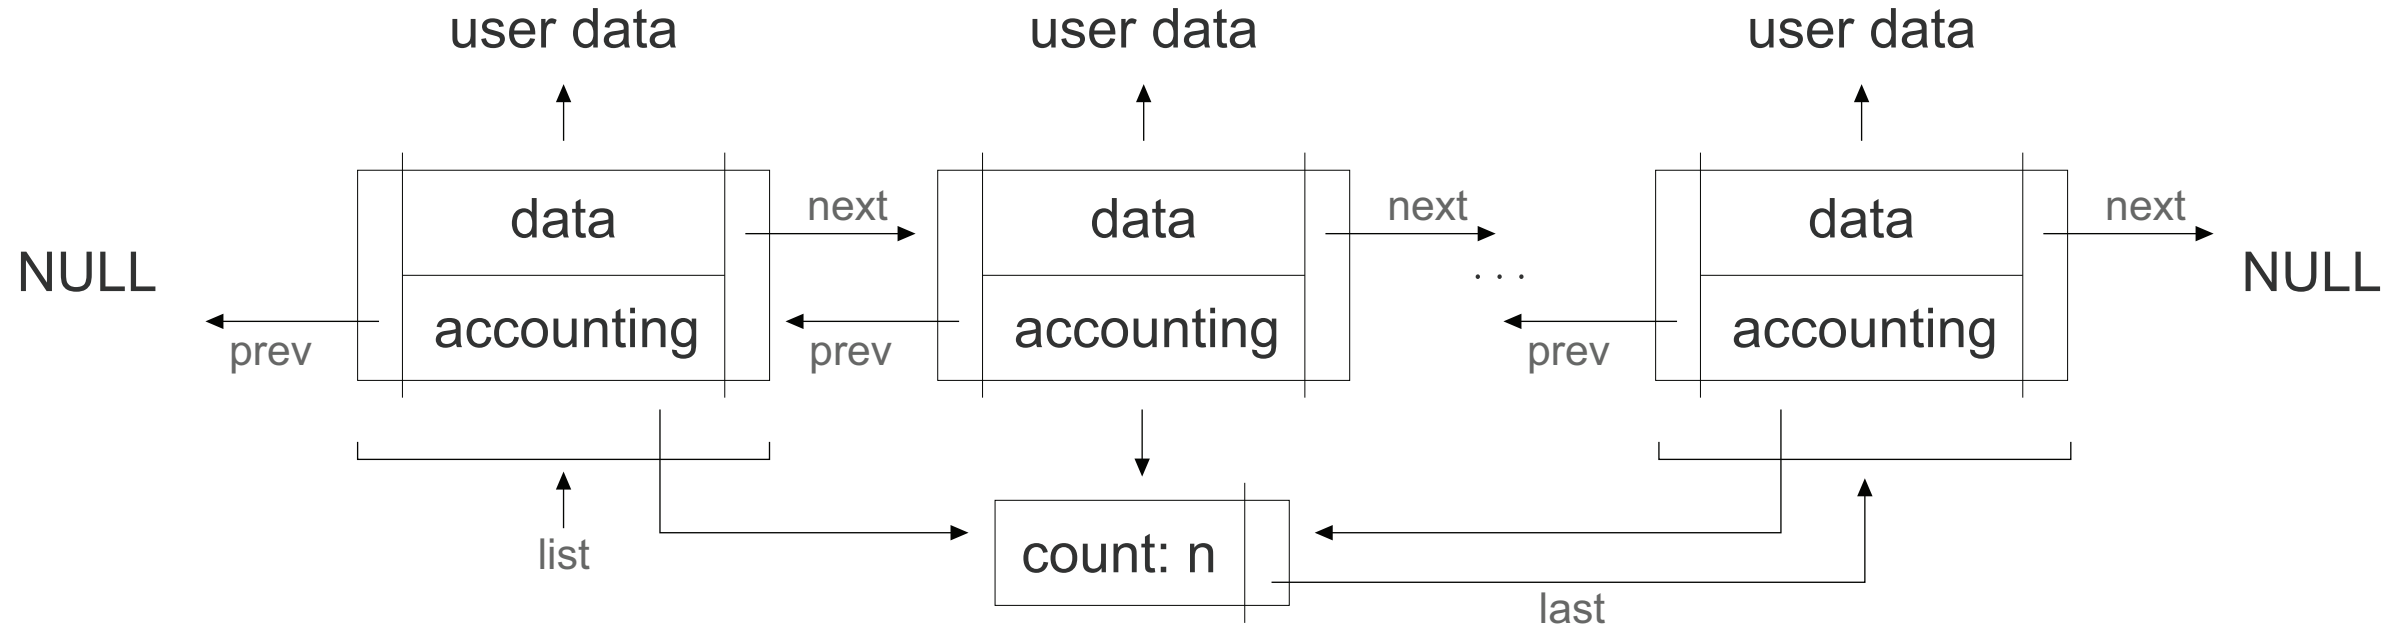 user data
user data
user data
data
next
data
next
data
next
NULL
. . .
NULL
prev
accounting
prev
accounting
prev
accounting
list
count: n
last